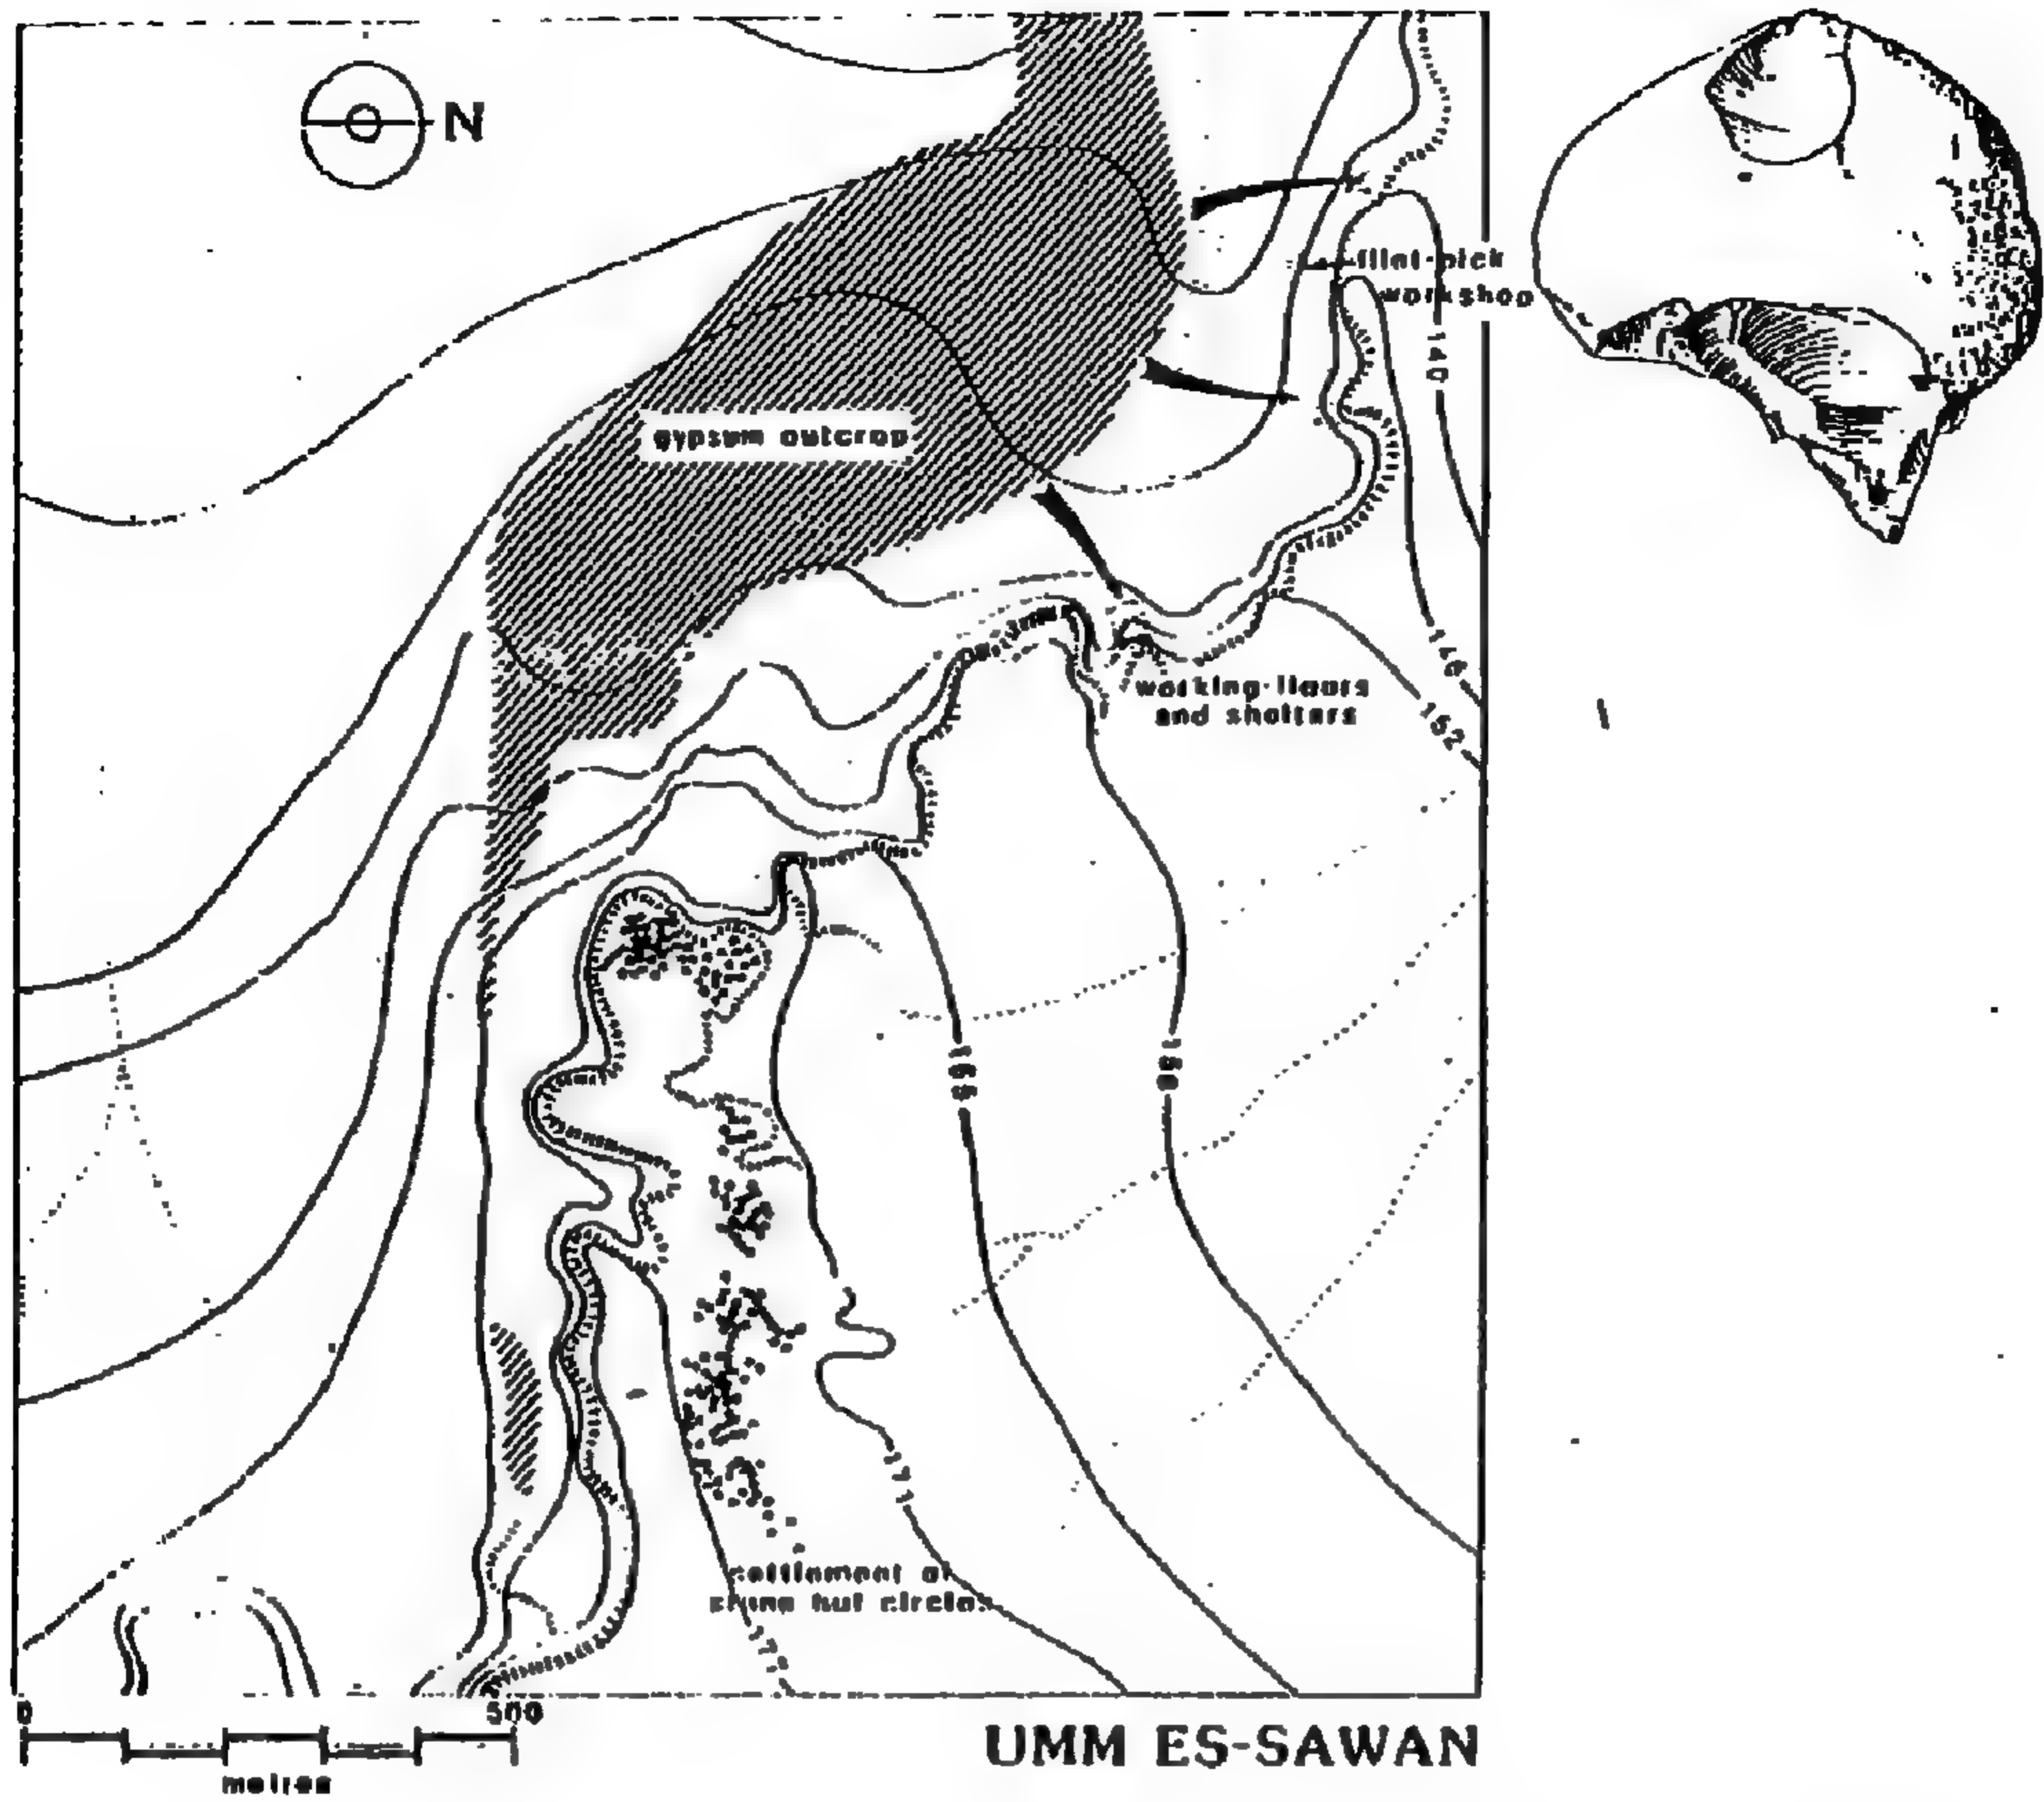 N
flint-pick
workshop
140
gypsum outcrop
146
working-floors
and shelters
152
165
158
171
settlement of
stone hut circles
177
0 500
metres
UMM ES-SAWAN